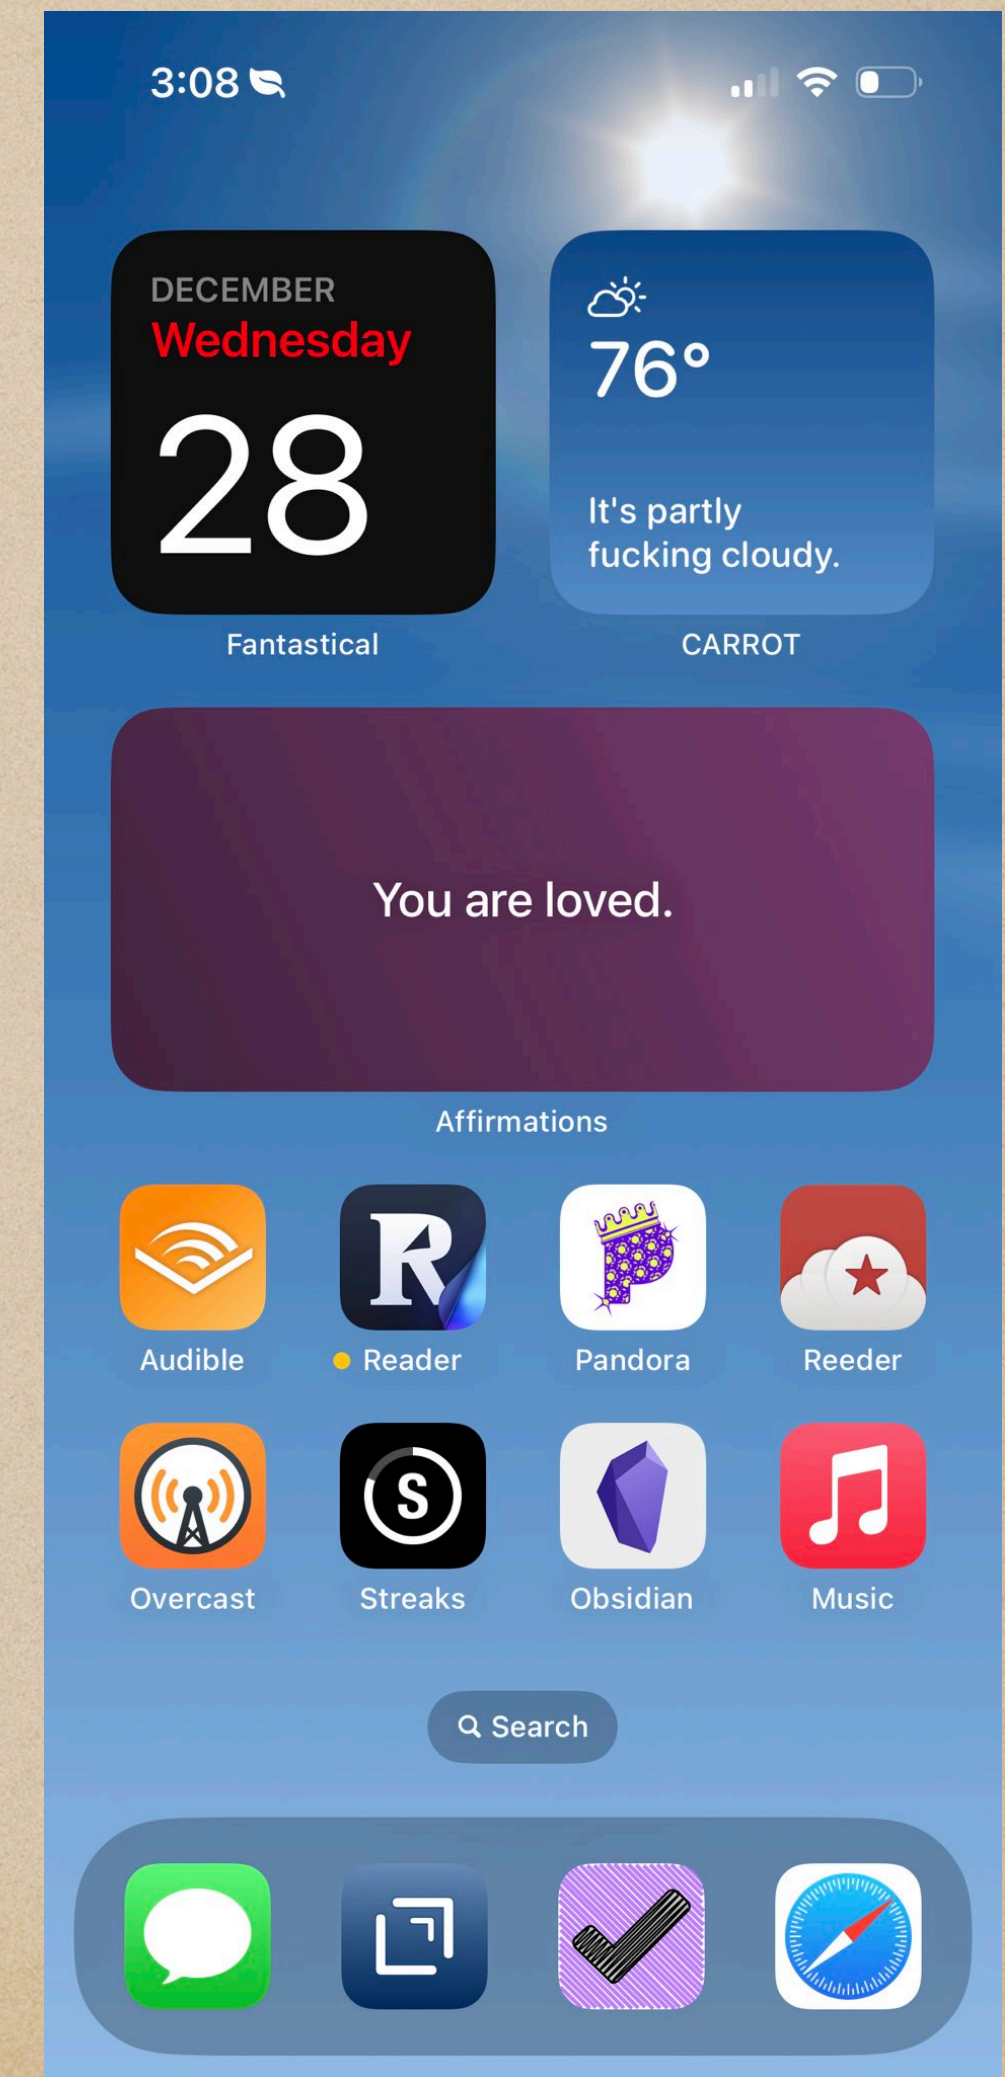 3:08
DECEMBER
Wednesday
28
Fantastical
76°
It's partly
fucking cloudy.
CARROT
You are loved.
Affirmations
Audible
Reader
Pandora
Reeder
Overcast
S
Streaks
Obsidian
Music
Search